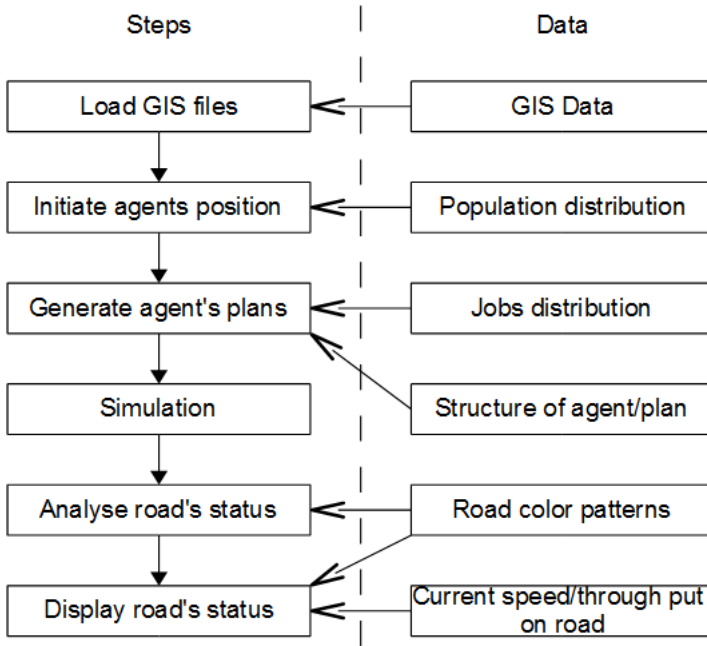 Steps
Data
Load GIS files
GIS Data
Initiate agents position
Population distribution
Generate agent's plans
Jobs distribution
Simulation
Structure of agent/plan
Analyse road's status
Road color patterns
Display road's status
Current speed/through put
on road